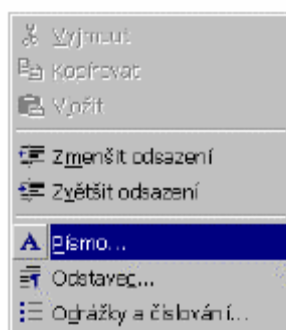 Vyjmout
Kopírovat
Vložit
Zmenšit odsazení
Zvětšit odsazení
Písmo...
Odstavec...
Odrážky a číslování...